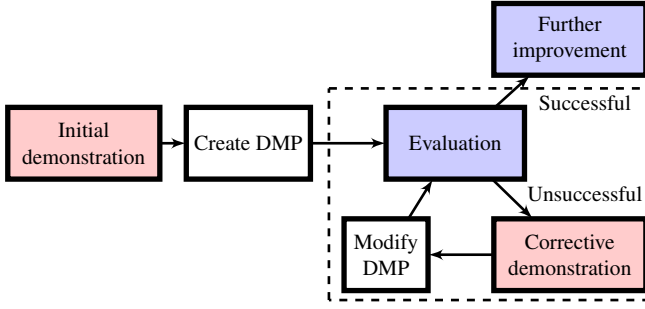 Further
improvement
Successful
Initial
demonstration
Create DMP
Evaluation
Unsuccessful
Modify
DMP
Corrective
demonstration